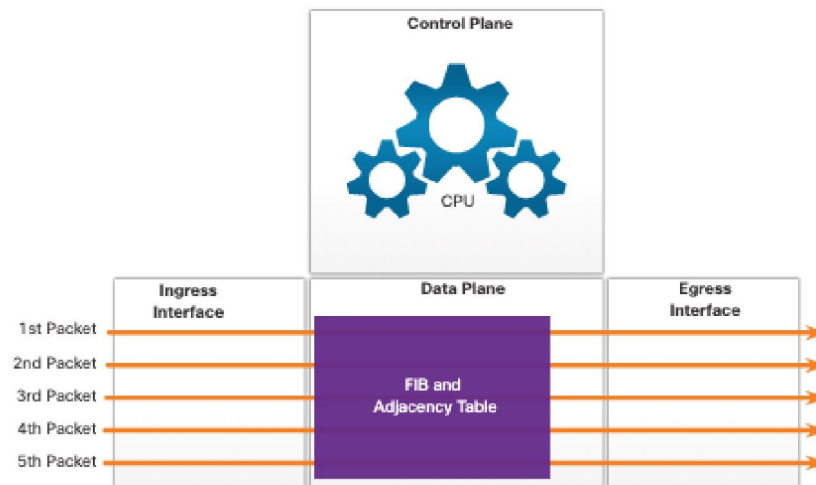 Control Plane
CPU
Ingress
Interface
Data Plane
Egress
Interface
1st Packet
2nd Packet
3rd Packet
4th Packet
5th Packet
FIB and
Adjacency Table